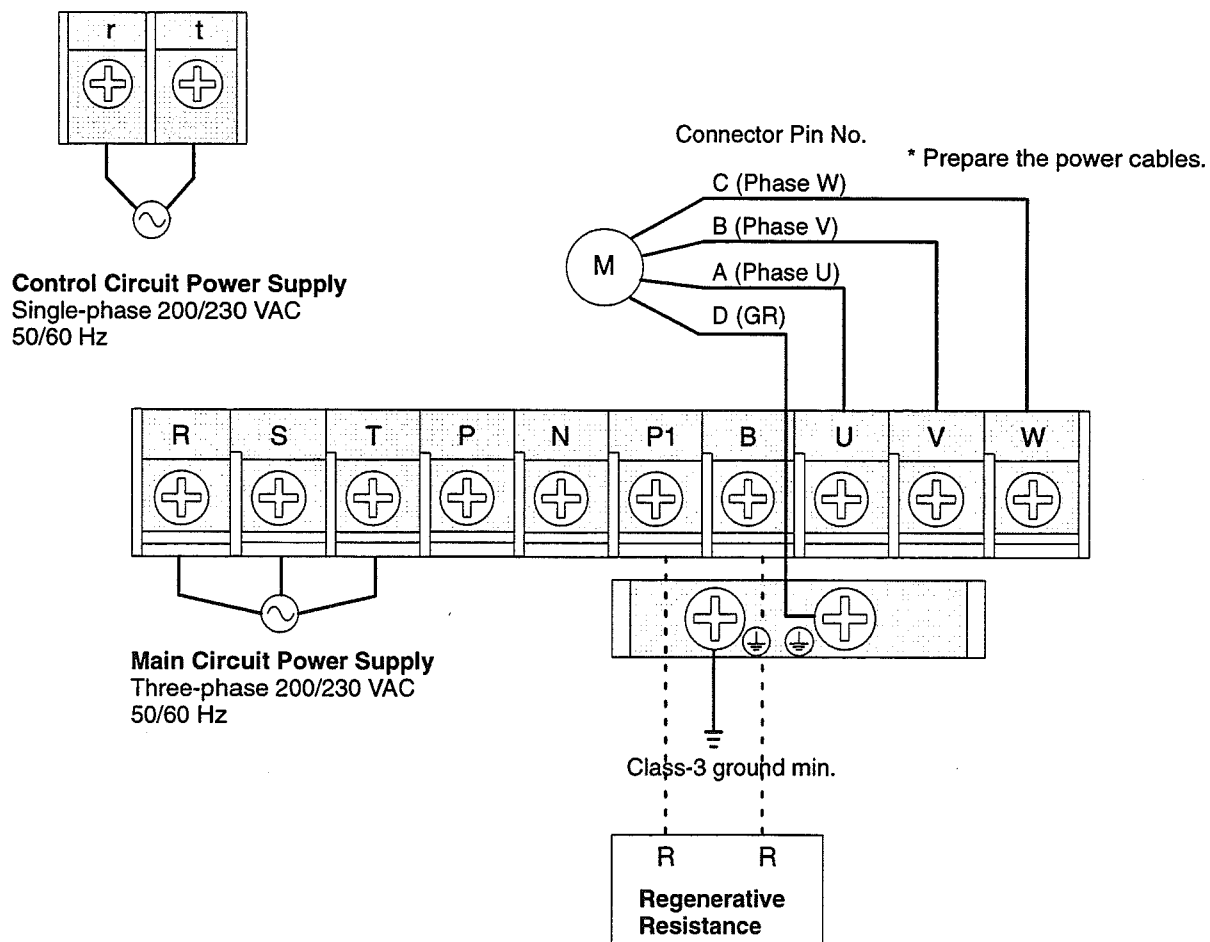 r t
Control Circuit Power Supply
Single-phase 200/230 VAC
50/60 Hz
Connector Pin No.
* Prepare the power cables.
C (Phase W)
B (Phase V)
M
A (Phase U)
D (GR)
R S T P N P1 B U V W
Main Circuit Power Supply
Three-phase 200/230 VAC
50/60 Hz
Class-3 ground min.
R R
Regenerative
Resistance